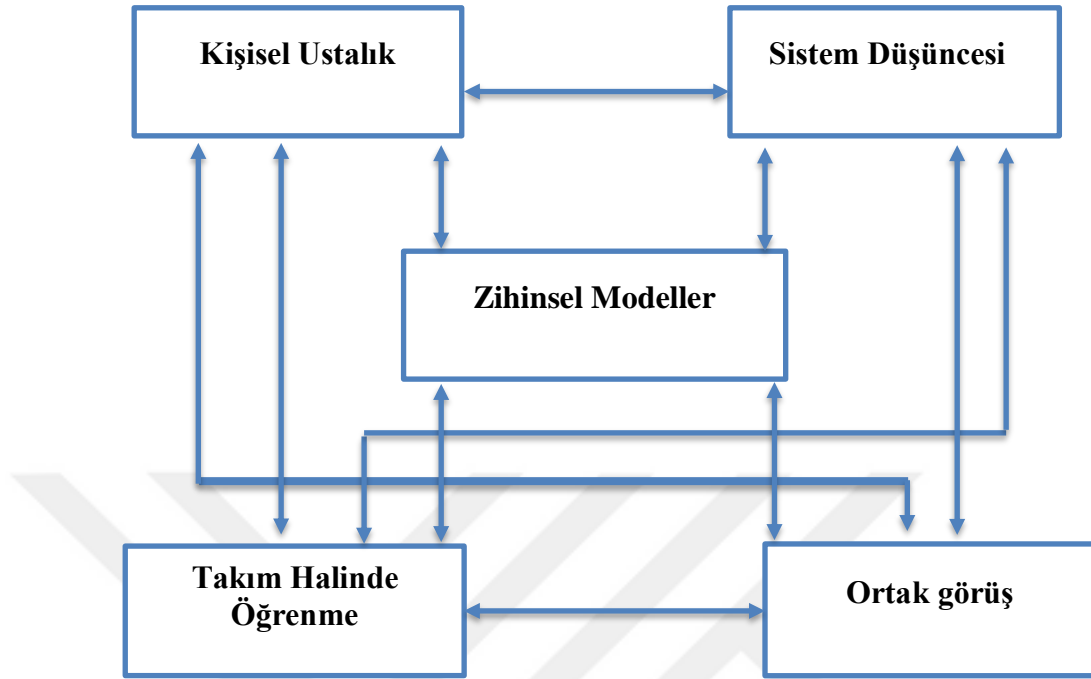 Kişisel Ustalık
Sistem Düşüncesi
Zihinsel Modeller
Takım Halinde
Öğrenme
Ortak görüş